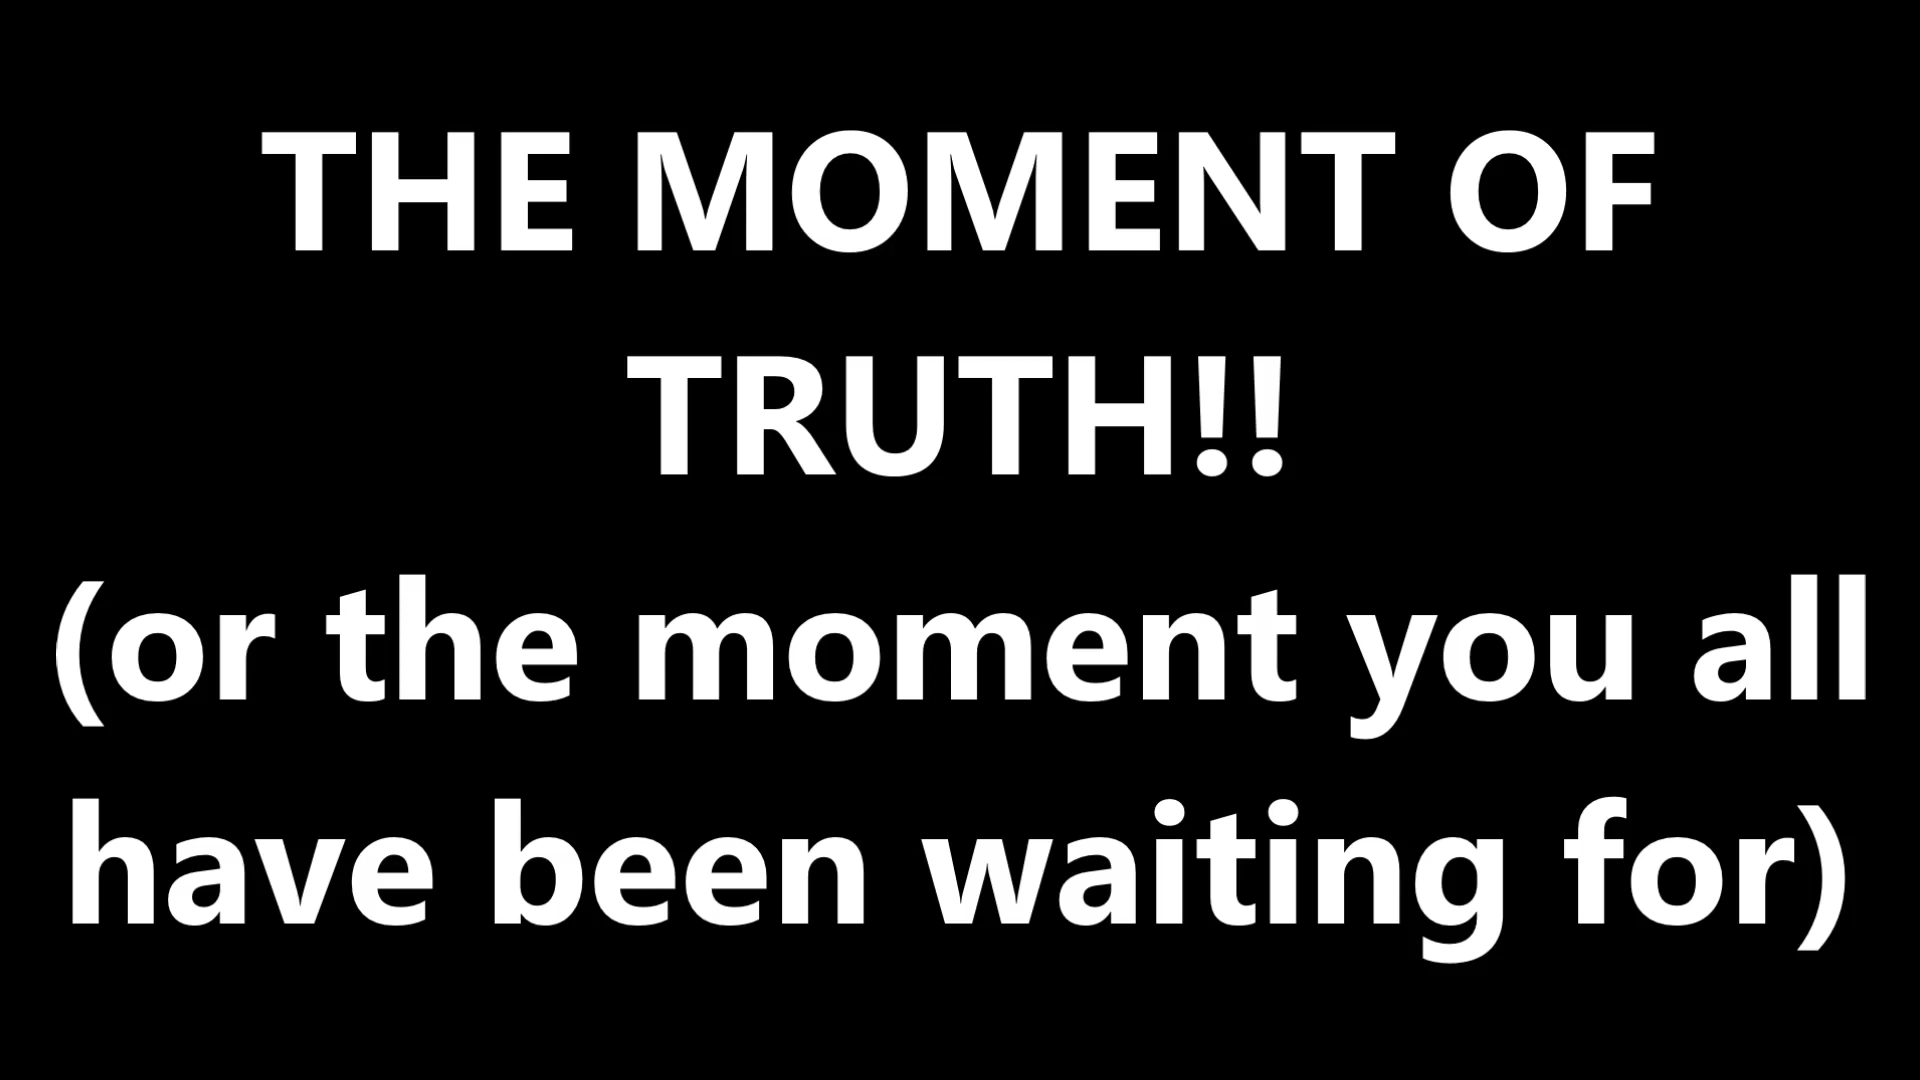 THE MOMENT OF
TRUTH!!
(or the moment you all
have been waiting for)